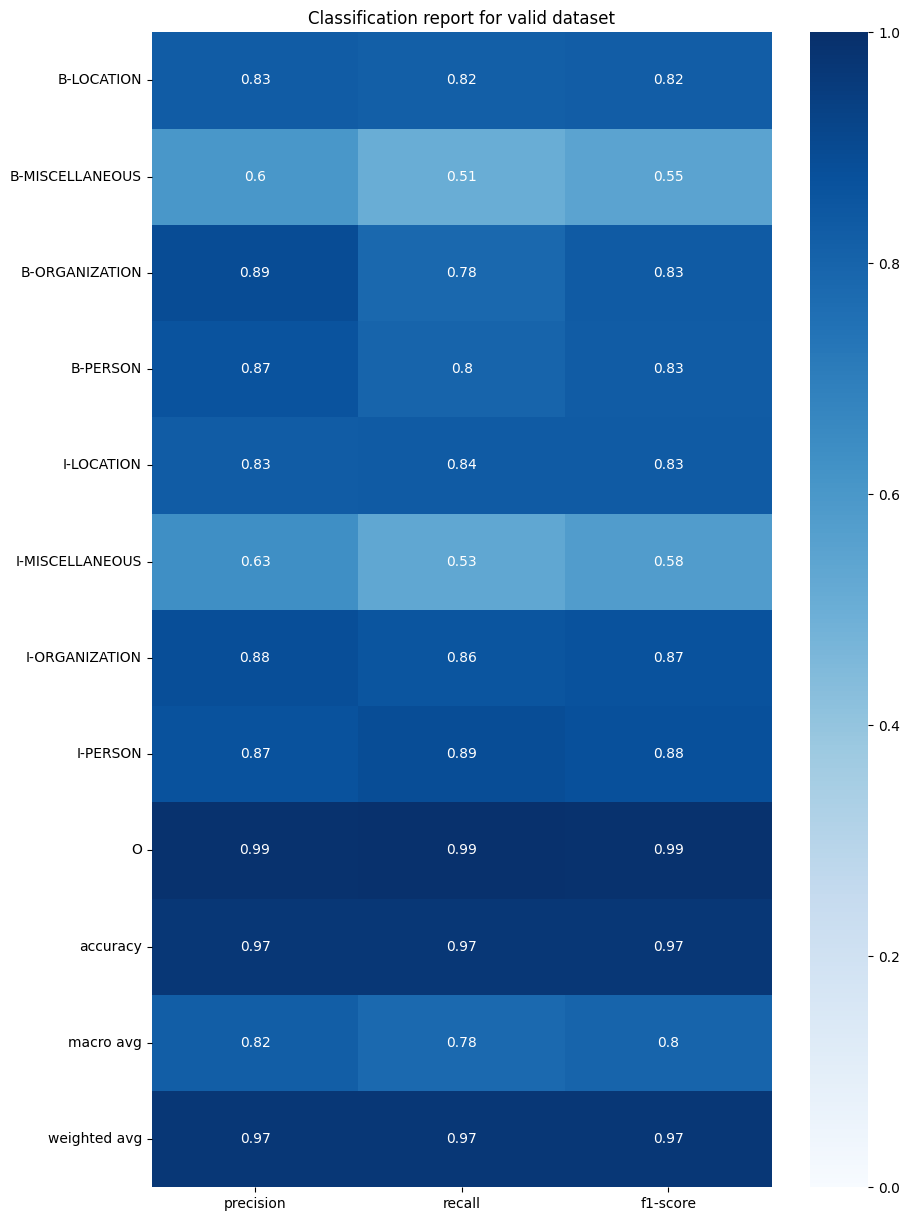 Classification report for valid dataset
B-LOCATION 0.83 0.82 0.82
B-MISCELLANEOUS 0.6 0.51 0.55
B-ORGANIZATION 0.89 0.78 0.83
B-PERSON 0.87 0.8 0.83
I-LOCATION 0.83 0.84 0.83
I-MISCELLANEOUS 0.63 0.53 0.58
I-ORGANIZATION 0.88 0.86 0.87
I-PERSON 0.87 0.89 0.88
O 0.99 0.99 0.99
accuracy 0.97 0.97 0.97
macro avg 0.82 0.78 0.8
weighted avg 0.97 0.97 0.97
precision recall f1-score
1.0
0.8
0.6
0.4
0.2
0.0